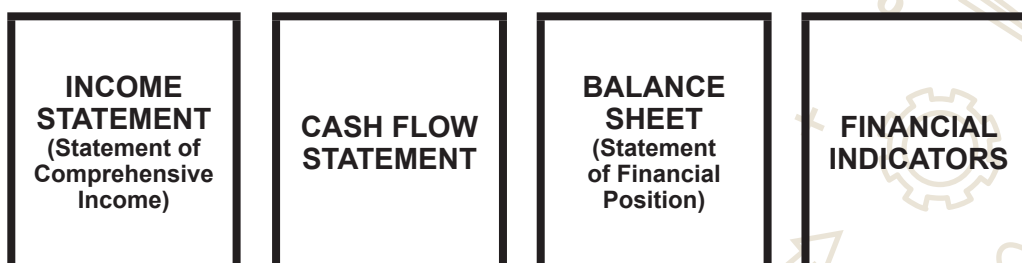 INCOME
STATEMENT
(Statement of
Comprehensive
Income)
CASH FLOW
STATEMENT
BALANCE
SHEET
(Statement
of Financial
Position)
FINANCIAL
INDICATORS